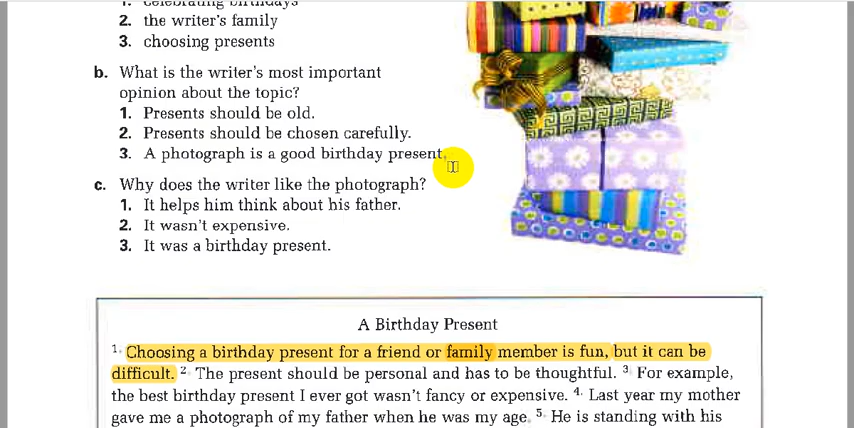 1. celebrating birthdays
2. the writer's family
3. choosing presents
b. What is the writer's most important
opinion about the topic?
1. Presents should be old.
2. Presents should be chosen carefully.
3. A photograph is a good birthday present.
c. Why does the writer like the photograph?
1. It helps him think about his father.
2. It wasn't expensive.
3. It was a birthday present.
A Birthday Present
1. Choosing a birthday present for a friend or family member is fun, but it can be
difficult. 2. The present should be personal and has to be thoughtful. 3. For example,
the best birthday present I ever got wasn't fancy or expensive. 4. Last year my mother
gave me a photograph of my father when he was my age. 5. He is standing with his